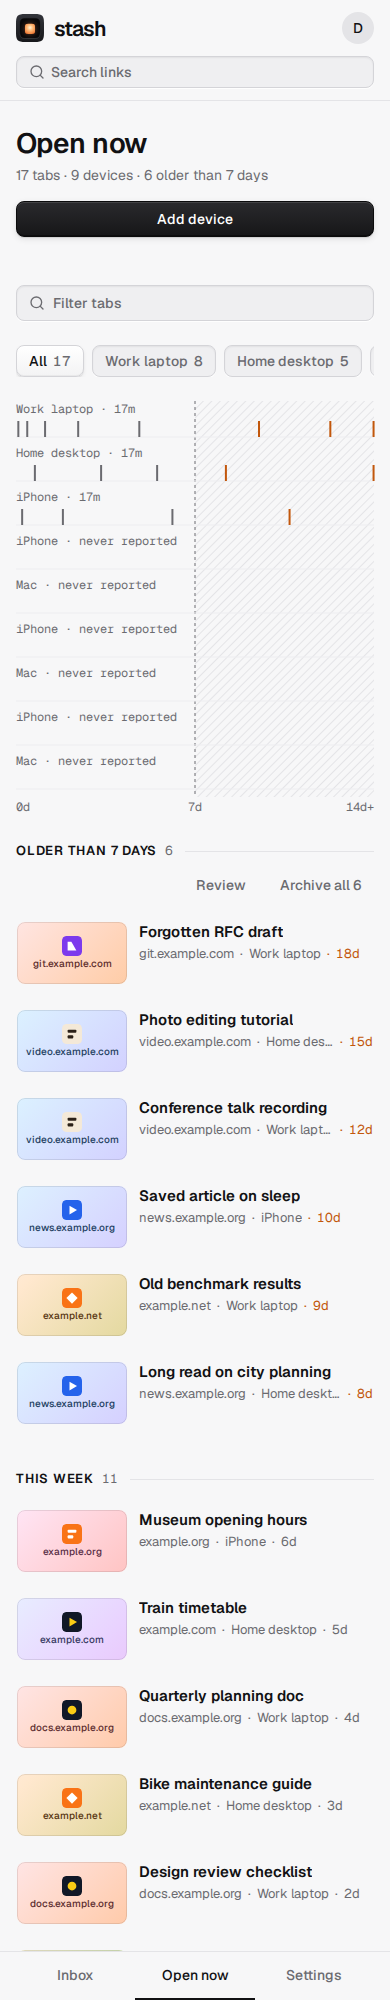 stash
D
Search links
Open now
17 tabs · 9 devices · 6 older than 7 days
Add device
Filter tabs
All 17
Work laptop 8
Home desktop 5
Work laptop · 17m
Home desktop · 17m
iPhone · 17m
iPhone · never reported
Mac · never reported
iPhone · never reported
Mac · never reported
iPhone · never reported
Mac · never reported
0d
7d
14d+
OLDER THAN 7 DAYS 6
Review
Archive all 6
git.example.com
Forgotten RFC draft
git.example.com · Work laptop · 18d
video.example.com
Photo editing tutorial
video.example.com · Home des... · 15d
video.example.com
Conference talk recording
video.example.com · Work lapt... · 12d
news.example.org
Saved article on sleep
news.example.org · iPhone · 10d
example.net
Old benchmark results
example.net · Work laptop · 9d
news.example.org
Long read on city planning
news.example.org · Home deskt... · 8d
THIS WEEK 11
example.org
Museum opening hours
example.org · iPhone · 6d
example.com
Train timetable
example.com · Home desktop · 5d
docs.example.org
Quarterly planning doc
docs.example.org · Work laptop · 4d
example.net
Bike maintenance guide
example.net · Home desktop · 3d
docs.example.org
Design review checklist
docs.example.org · Work laptop · 2d
Inbox
Open now
Settings